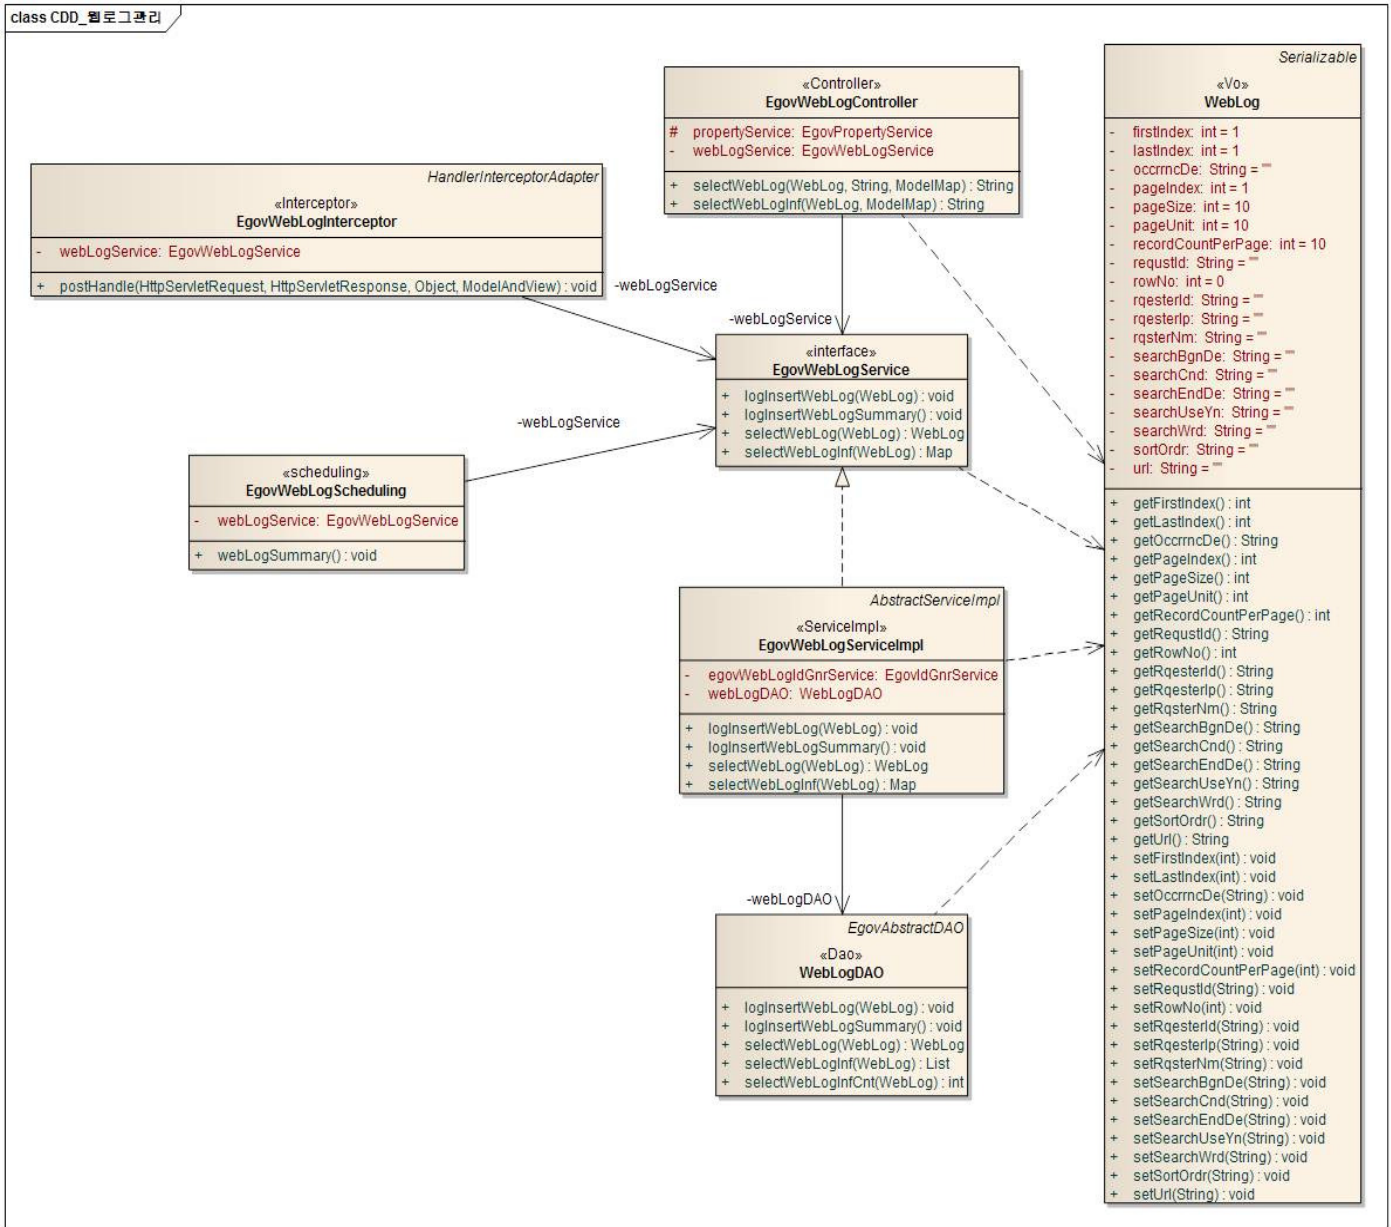 class CDD_웹로그관리
HandlerInterceptorAdapter
«Interceptor»
EgovWebLogInterceptor
- webLogService: EgovWebLogService
+ postHandle(HttpServletRequest, HttpServletResponse, Object, ModelAndView) : void
-webLogService
«Controller»
EgovWebLogController
# propertyService: EgovPropertyService
- webLogService: EgovWebLogService
+ selectWebLog(WebLog, String, ModelMap) : String
+ selectWebLogInf(WebLog, ModelMap) : String
-webLogService
«interface»
EgovWebLogService
+ logInsertWebLog(WebLog) : void
+ logInsertWebLogSummary() : void
+ selectWebLog(WebLog) : WebLog
+ selectWebLogInf(WebLog) : Map
-webLogService
«scheduling»
EgovWebLogScheduling
- webLogService: EgovWebLogService
+ webLogSummary() : void
AbstractServiceImpl
«ServiceImpl»
EgovWebLogServiceImpl
- egovWebLogIdGnrService: EgovIdGnrService
- webLogDAO: WebLogDAO
+ logInsertWebLog(WebLog) : void
+ logInsertWebLogSummary() : void
+ selectWebLog(WebLog) : WebLog
+ selectWebLogInf(WebLog) : Map
-webLogDAO
EgovAbstractDAO
«Dao»
WebLogDAO
+ logInsertWebLog(WebLog) : void
+ logInsertWebLogSummary() : void
+ selectWebLog(WebLog) : WebLog
+ selectWebLogInf(WebLog) : List
+ selectWebLogInfCnt(WebLog) : int
Serializable
«Vo»
WebLog
- firstIndex: int = 1
- lastIndex: int = 1
- occrrncDe: String = ""
- pageIndex: int = 1
- pageSize: int = 10
- pageUnit: int = 10
- recordCountPerPage: int = 10
- requstId: String = ""
- rowNo: int = 0
- rqesterId: String = ""
- rqesterIp: String = ""
- rqsterNm: String = ""
- searchBgnDe: String = ""
- searchCnd: String = ""
- searchEndDe: String = ""
- searchUseYn: String = ""
- searchWrd: String = ""
- sortOrdr: String = ""
- url: String = ""
+ getFirstIndex() : int
+ getLastIndex() : int
+ getOccrrncDe() : String
+ getPageIndex() : int
+ getPageSize() : int
+ getPageUnit() : int
+ getRecordCountPerPage() : int
+ getRequstId() : String
+ getRowNo() : int
+ getRqesterId() : String
+ getRqesterIp() : String
+ getRqsterNm() : String
+ getSearchBgnDe() : String
+ getSearchCnd() : String
+ getSearchEndDe() : String
+ getSearchUseYn() : String
+ getSearchWrd() : String
+ getSortOrdr() : String
+ getUrl() : String
+ setFirstIndex(int) : void
+ setLastIndex(int) : void
+ setOccrrncDe(String) : void
+ setPageIndex(int) : void
+ setPageSize(int) : void
+ setPageUnit(int) : void
+ setRecordCountPerPage(int) : void
+ setRequstId(String) : void
+ setRowNo(int) : void
+ setRqesterId(String) : void
+ setRqesterIp(String) : void
+ setRqsterNm(String) : void
+ setSearchBgnDe(String) : void
+ setSearchCnd(String) : void
+ setSearchEndDe(String) : void
+ setSearchUseYn(String) : void
+ setSearchWrd(String) : void
+ setSortOrdr(String) : void
+ setUrl(String) : void